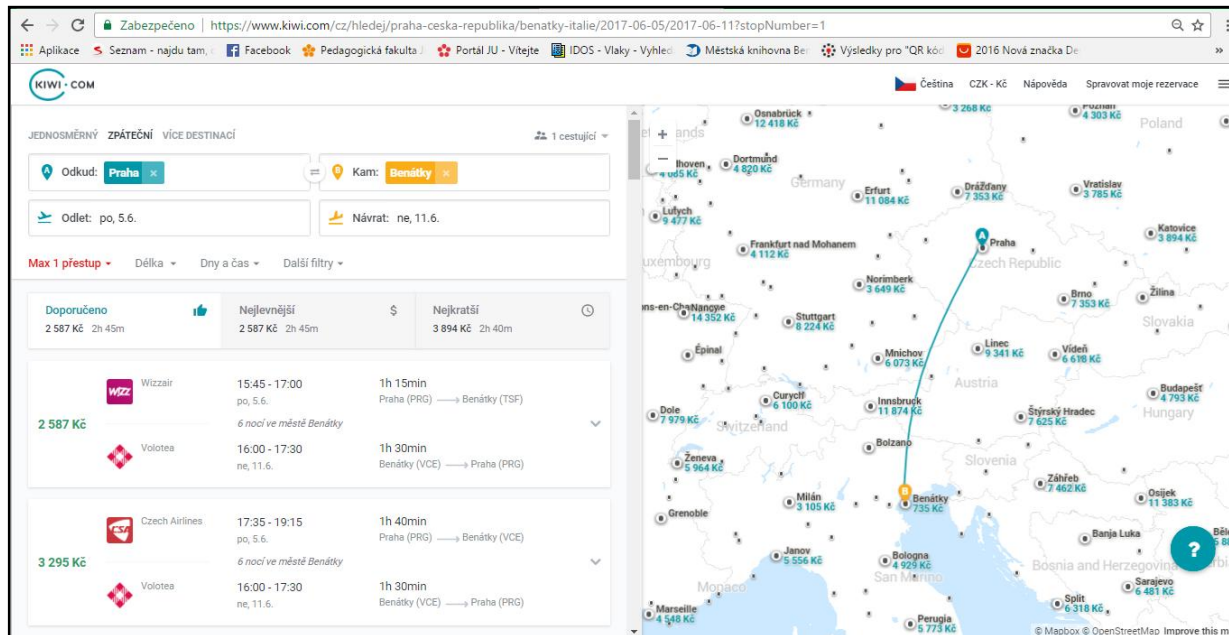 Zabezpečeno | https://www.kiwi.com/cz/hledej/praha-ceska-republika/benatky-italie/2017-06-05/2017-06-11?stopNumber=1
Aplikace Seznam - najdu tam, Facebook Pedagogická fakulta J Portál JU - Vítejte IDOS - Vlaky - Vyhled Městská knihovna Ber Výsledky pro "QR kód 2016 Nová značka De »
KIWI.COM Čeština CZK - Kč Nápověda Spravovat moje rezervace
JEDNOSMĚRNÝ ZPÁTEČNÍ VÍCE DESTINACÍ 1 cestující
A Odkud: Praha × B Kam: Benátky ×
Odlet: po, 5.6. Návrat: ne, 11.6.
Max 1 přestup Délka Dny a čas Další filtry
Doporučeno Nejlevnější $ Nejkratší
2 587 Kč 2h 45m 2 587 Kč 2h 45m 3 894 Kč 2h 40m
WIZZ Wizzair 15:45 - 17:00 1h 15min
po, 5.6. Praha (PRG) → Benátky (TSF)
2 587 Kč 6 nocí ve městě Benátky
Volotea 16:00 - 17:30 1h 30min
ne, 11.6. Benátky (VCE) → Praha (PRG)
CSA Czech Airlines 17:35 - 19:15 1h 40min
po, 5.6. Praha (PRG) → Benátky (VCE)
3 295 Kč 6 nocí ve městě Benátky
Volotea 16:00 - 17:30 1h 30min
ne, 11.6. Benátky (VCE) → Praha (PRG)
+
−
Osnabrück
12 418 Kč
3 268 Kč
Poznaň
4 303 Kč
Poland
Dortmund
4 820 Kč
4 085 Kč
Germany
Erfurt
11 084 Kč
Drážďany
7 353 Kč
Vratislav
3 785 Kč
Lutych
9 477 Kč
Frankfurt nad Mohanem
4 112 Kč
A
Praha
Czech Republic
Katovice
3 894 Kč
Norimberk
3 649 Kč
Brno
7 353 Kč
Žilina
14 352 Kč
Stuttgart
8 224 Kč
Slovakia
Épinal
Mnichov
6 073 Kč
Linec
9 341 Kč
Vídeň
6 618 Kč
Austria
Curych
6 100 Kč
Innsbruck
11 874 Kč
Budapešť
4 793 Kč
Hungary
Dole
7 979 Kč
Switzerland
Štýrský Hradec
7 625 Kč
Bolzano
Slovenia
Ženeva
5 964 Kč
Záhřeb
7 462 Kč
Osijek
11 383 Kč
Milán
3 105 Kč
B
Benátky
735 Kč
Grenoble
Banja Luka
?
Janov
5 556 Kč
Bologna
4 929 Kč
Bosnia and Herzegovina
San Marino
Monaco
Sarajevo
6 481 Kč
Split
6 318 Kč
Marseille
4 548 Kč
Perugia
5 773 Kč
© Mapbox © OpenStreetMap Improve this m